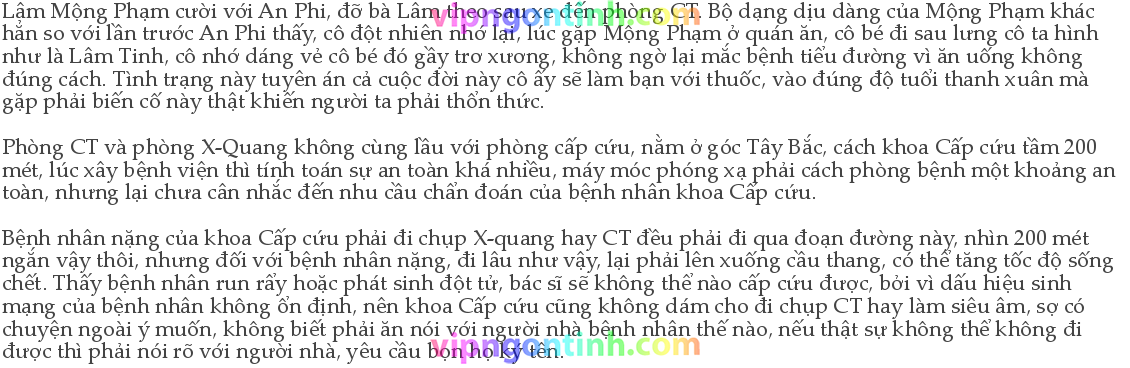 Lâm Mộng Phạm cười với An Phi, đỡ bà Lâm, theo sau xe đến phòng CT. Bộ dạng dịu dàng của Mộng Phạm khác
hẳn so với lần trước An Phi thấy, cô đột nhiên nhớ lại, lúc gặp Mộng Phạm ở quán ăn, cô bé đi sau lưng cô ta hình
như là Lâm Tinh, cô nhớ dáng vẻ cô bé đó gầy trơ xương, không ngờ lại mắc bệnh tiểu đường vì ăn uống không
đúng cách. Tình trạng này tuyên án cả cuộc đời này cô ấy sẽ làm bạn với thuốc, vào đúng độ tuổi thanh xuân mà
gặp phải biến cố này thật khiến người ta phải thổn thức.
Phòng CT và phòng X-Quang không cùng lầu với phòng cấp cứu, nằm ở góc Tây Bắc, cách khoa Cấp cứu tầm 200
mét, lúc xây bệnh viện thì tính toán sự an toàn khá nhiều, máy móc phóng xạ phải cách phòng bệnh một khoảng an
toàn, nhưng lại chưa cân nhắc đến nhu cầu chẩn đoán của bệnh nhân khoa Cấp cứu.
Bệnh nhân nặng của khoa Cấp cứu phải đi chụp X-quang hay CT đều phải đi qua đoạn đường này, nhìn 200 mét
ngắn vậy thôi, nhưng đối với bệnh nhân nặng, đi lâu như vậy, lại phải lên xuống cầu thang, có thể tăng tốc độ sống
chết. Thấy bệnh nhân run rẩy hoặc phát sinh đột tử, bác sĩ sẽ không thể nào cấp cứu được, bởi vì dấu hiệu sinh
mạng của bệnh nhân không ổn định, nên khoa Cấp cứu cũng không dám cho đi chụp CT hay làm siêu âm, sợ có
chuyện ngoài ý muốn, không biết phải ăn nói với người nhà bệnh nhân thế nào, nếu thật sự không thể không đi
được thì phải nói rõ với người nhà, yêu cầu bọn họ ký tên.
vipngontinh.com
vipngontinh.com